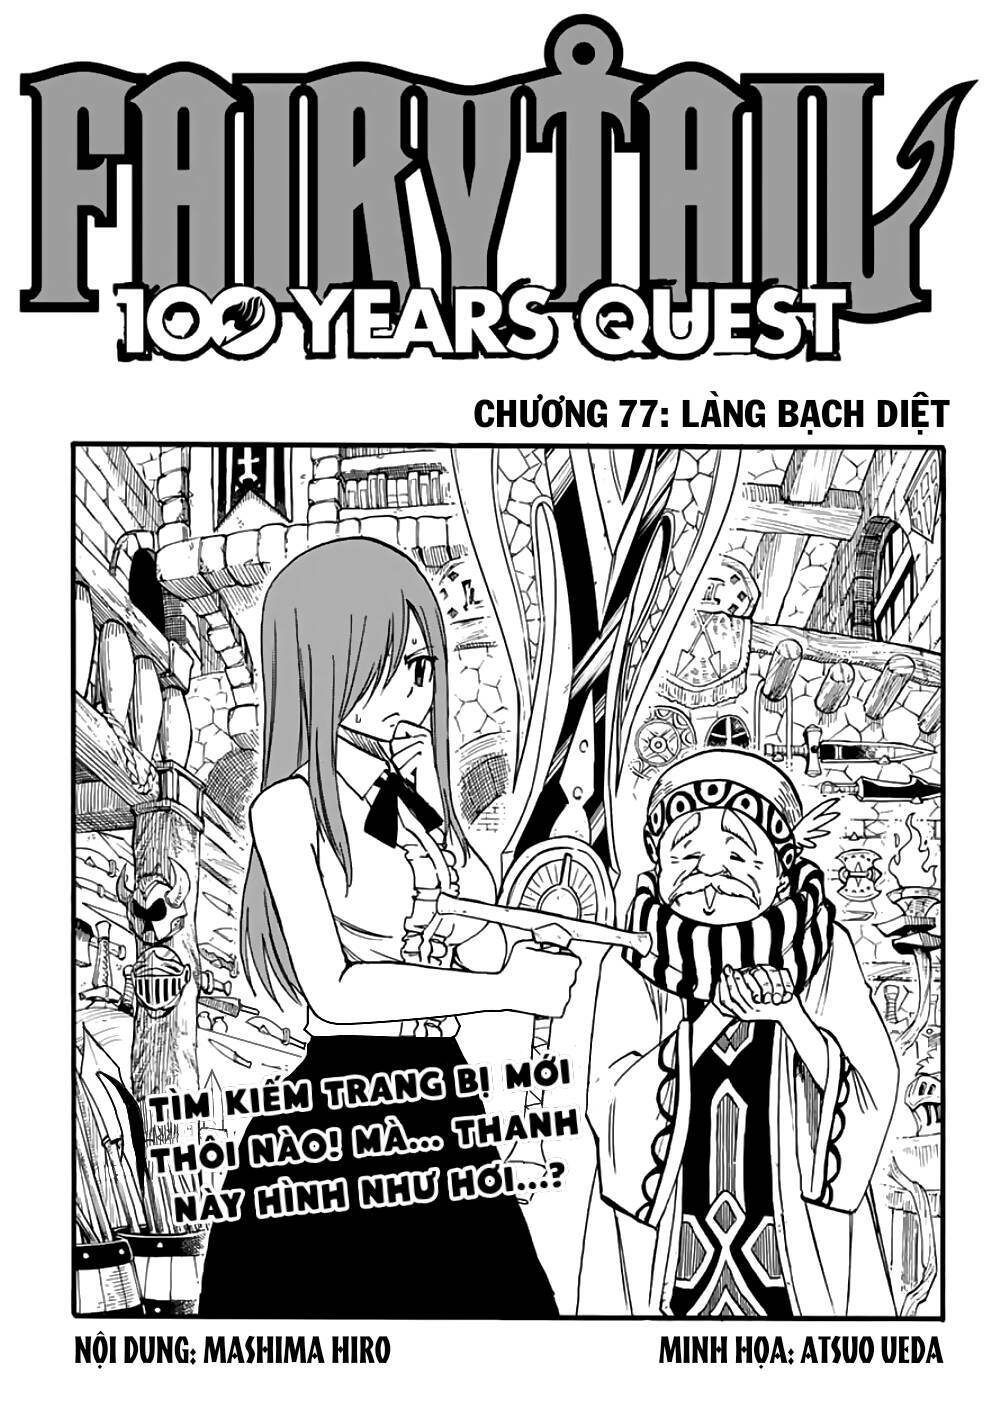 FAIRY TAIL
100 YEARS QUEST
CHƯƠNG 77: LÀNG BẠCH DIỆT
TÌM KIẾM TRANG BỊ MỚI
THÔI NÀO! MÀ... THANH
NÀY HÌNH NHƯ HƠI...?
NỘI DUNG: MASHIMA HIRO
MINH HỌA: ATSUO UEDA